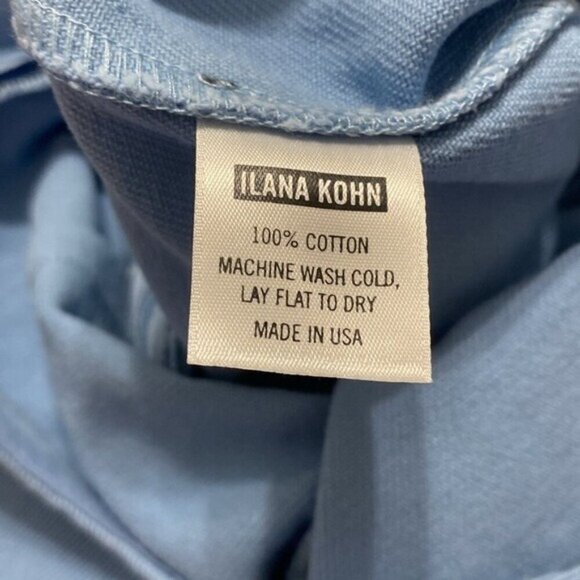 ILANA KOHN
100% COTTON
MACHINE WASH COLD,
LAY FLAT TO DRY
MADE IN USA